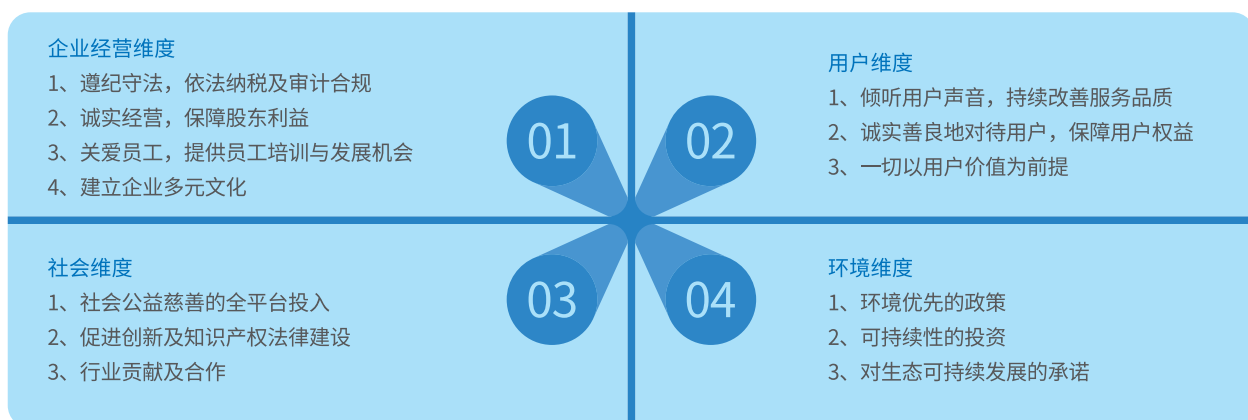 企业经营维度
1、遵纪守法，依法纳税及审计合规
2、诚实经营，保障股东利益
3、关爱员工，提供员工培训与发展机会
4、建立企业多元文化
01
用户维度
1、倾听用户声音，持续改善服务品质
2、诚实善良地对待用户，保障用户权益
3、一切以用户价值为前提
02
社会维度
1、社会公益慈善的全平台投入
2、促进创新及知识产权法律建设
3、行业贡献及合作
03
环境维度
1、环境优先的政策
2、可持续性的投资
3、对生态可持续发展的承诺
04